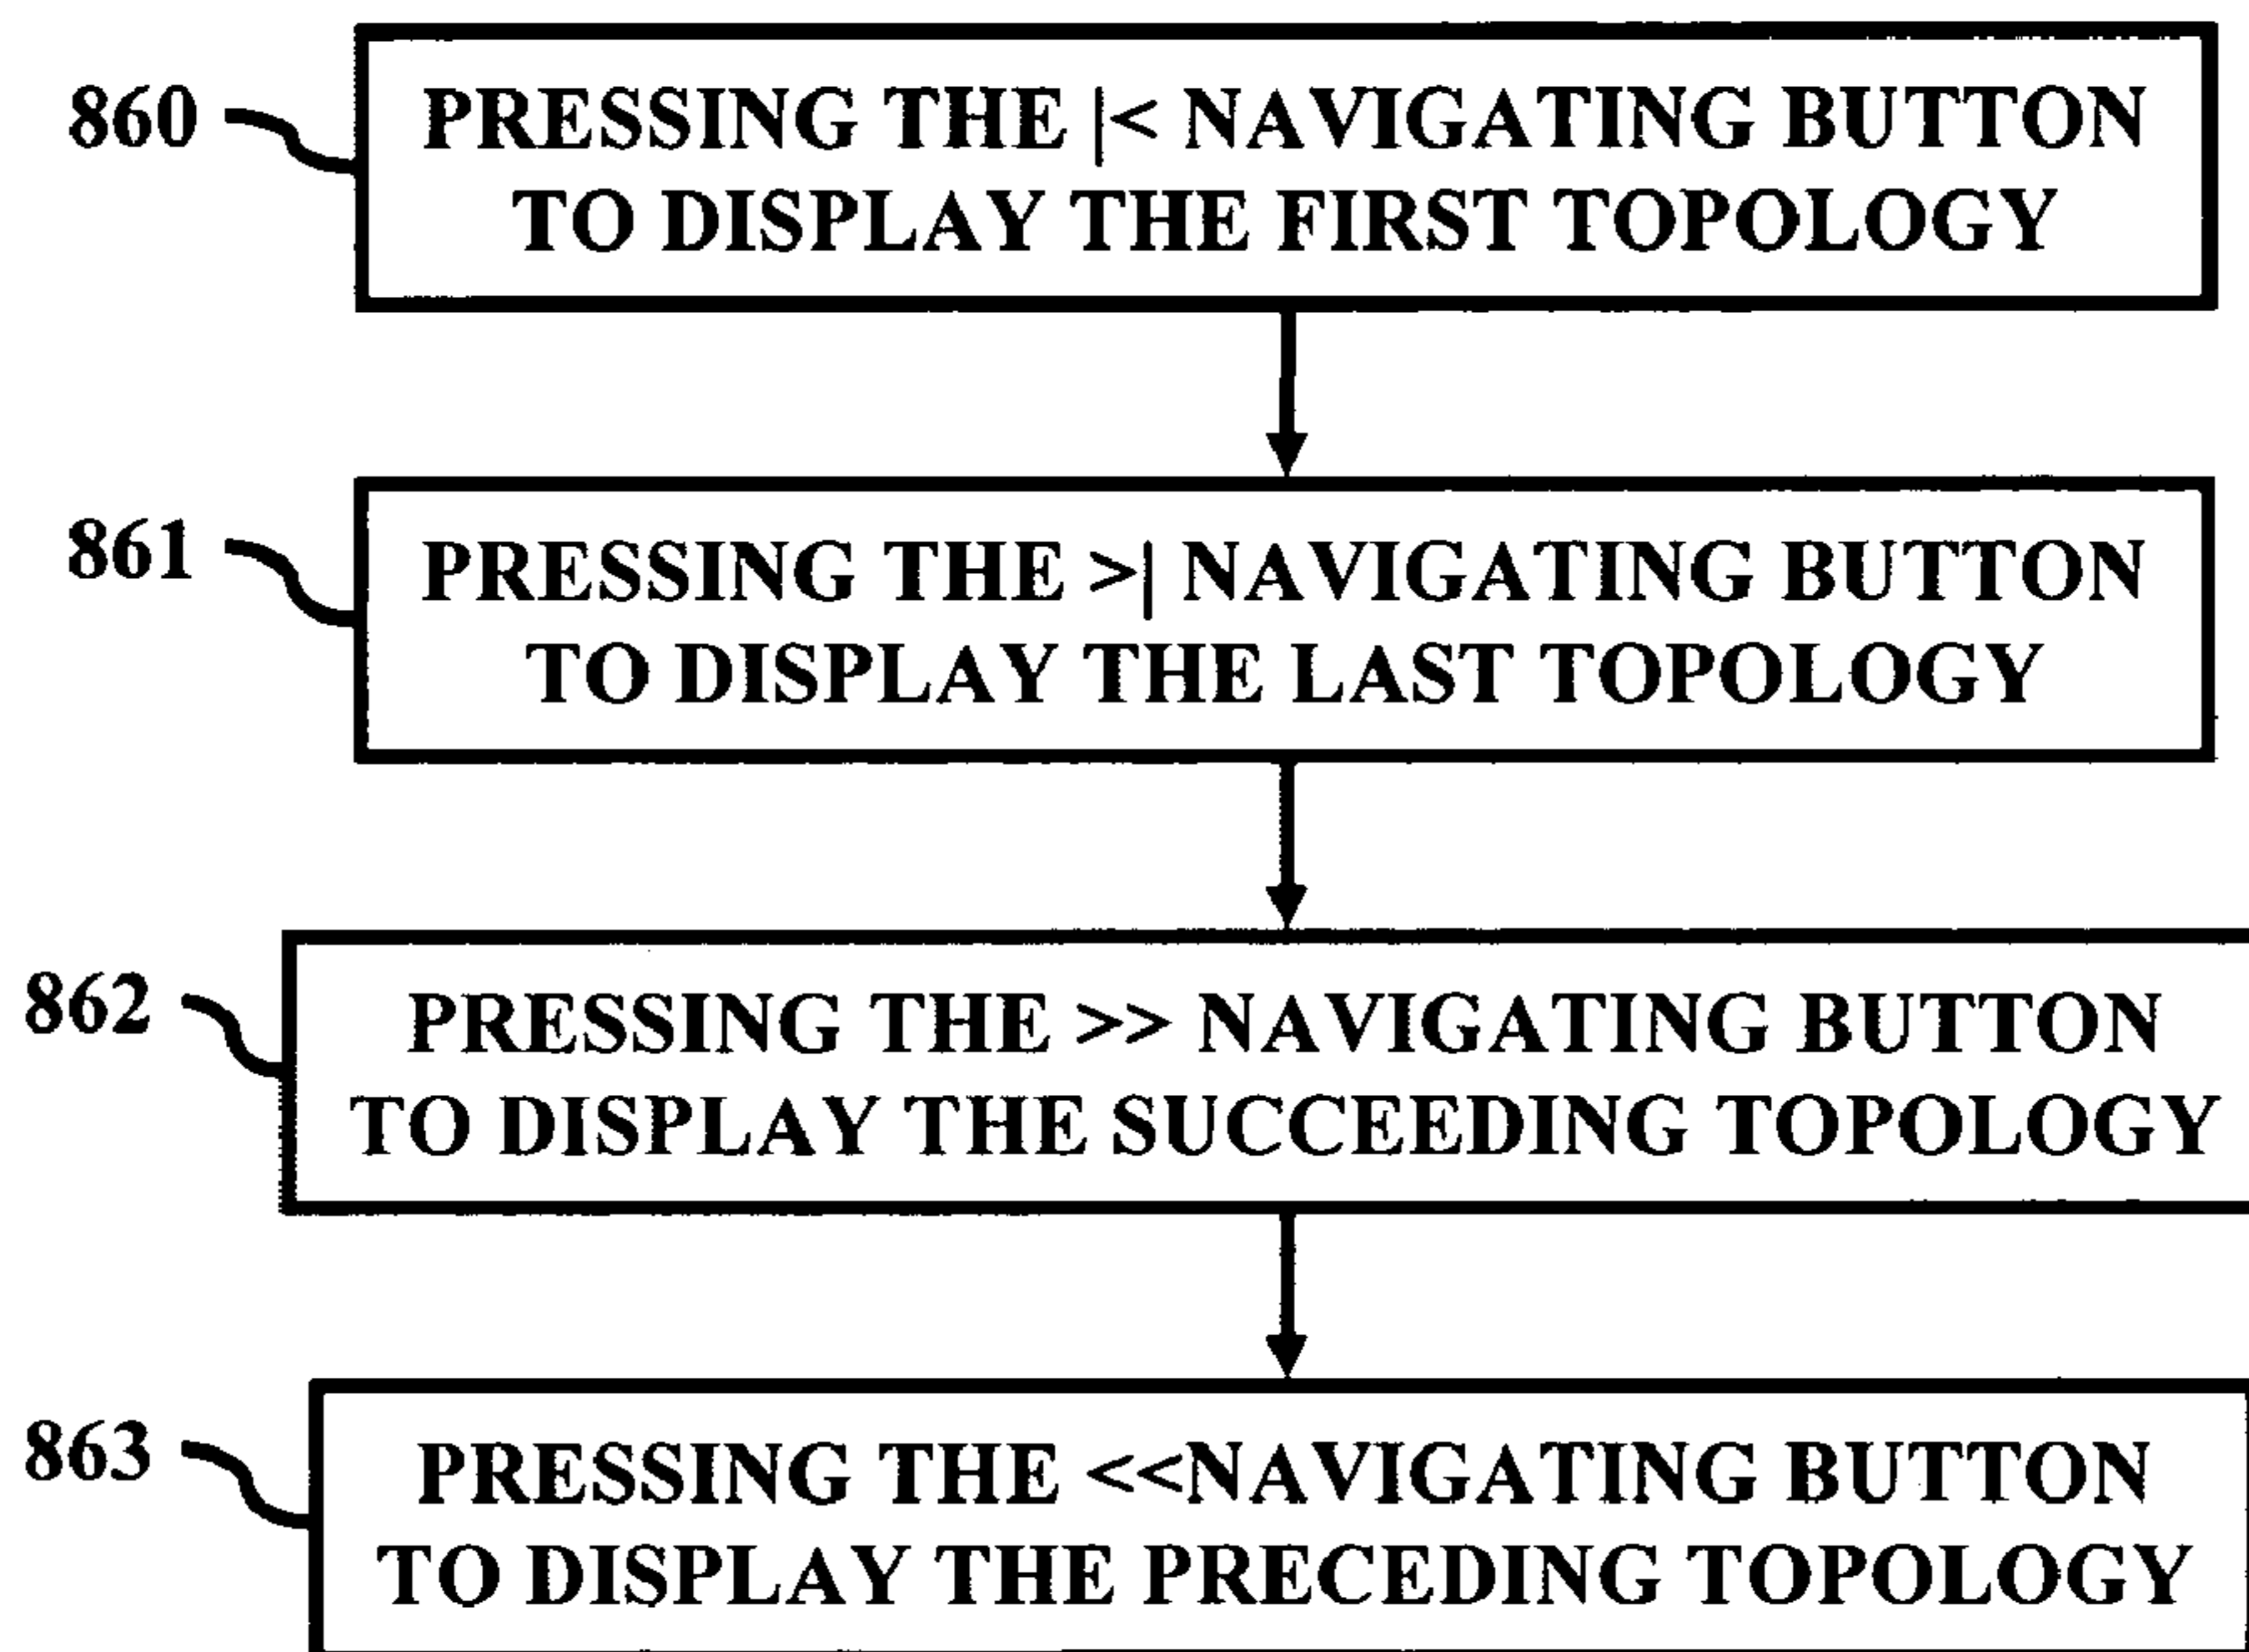 860
PRESSING THE |< NAVIGATING BUTTON
TO DISPLAY THE FIRST TOPOLOGY
861
PRESSING THE >| NAVIGATING BUTTON
TO DISPLAY THE LAST TOPOLOGY
862
PRESSING THE >> NAVIGATING BUTTON
TO DISPLAY THE SUCCEEDING TOPOLOGY
863
PRESSING THE <<NAVIGATING BUTTON
TO DISPLAY THE PRECEDING TOPOLOGY